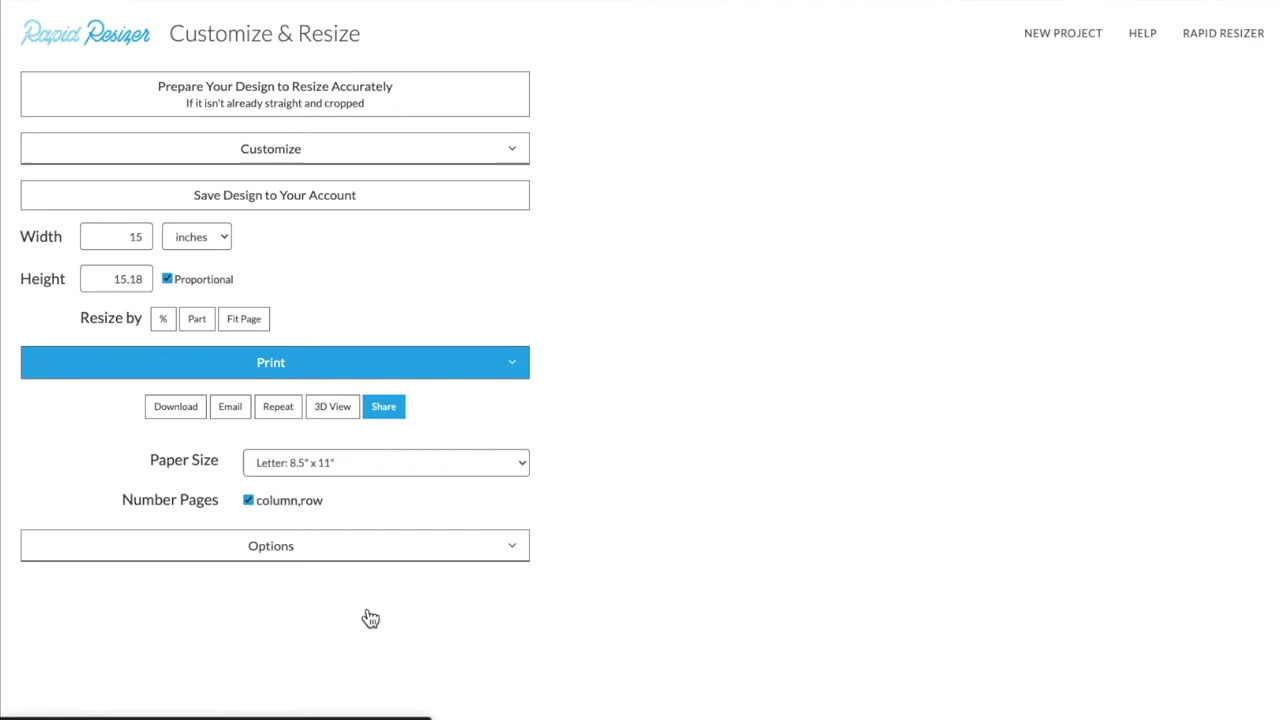 Rapid Resizer Customize & Resize NEW PROJECT HELP RAPID RESIZER
Prepare Your Design to Resize Accurately
If it isn't already straight and cropped
Customize
Save Design to Your Account
Width 15 inches
Height 15.18 Proportional
Resize by % Part Fit Page
Print
Download Email Repeat 3D View Share
Paper Size Letter: 8.5" x 11"
Number Pages column,row
Options